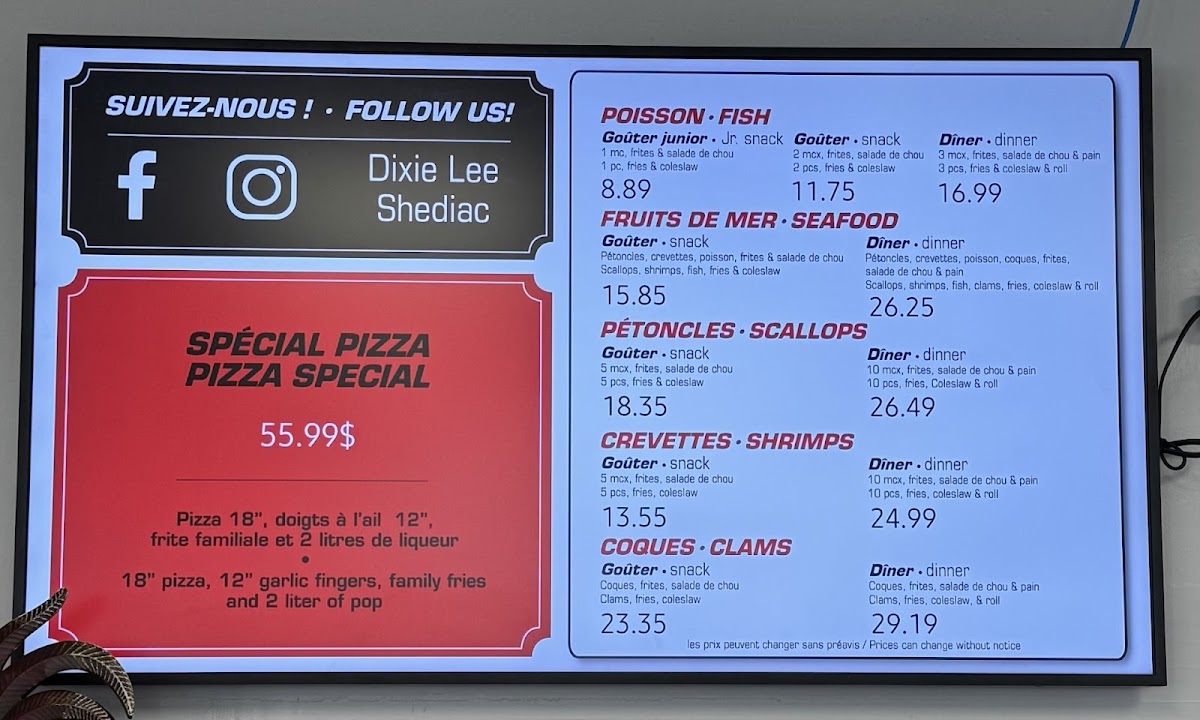 SUIVEZ-NOUS ! · FOLLOW US!
Dixie Lee
Shediac
SPÉCIAL PIZZA
PIZZA SPECIAL
55.99$
Pizza 18", doigts à l'ail 12",
frite familiale et 2 litres de liqueur
•
18" pizza, 12" garlic fingers, family fries
and 2 liter of pop
POISSON · FISH
Goûter junior · Jr. snack
1 mc, frites & salade de chou
1 pc, fries & coleslaw
8.89
Goûter · snack
2 mcx, frites, salade de chou
2 pcs, fries & coleslaw
11.75
Dîner · dinner
3 mcx, frites, salade de chou & pain
3 pcs, fries & coleslaw & roll
16.99
FRUITS DE MER · SEAFOOD
Goûter · snack
Pétoncles, crevettes, poisson, frites & salade de chou
Scallops, shrimps, fish, fries & coleslaw
15.85
Dîner · dinner
Pétoncles, crevettes, poisson, coques, frites,
salade de chou & pain
Scallops, shrimps, fish, clams, fries, coleslaw & roll
26.25
PÉTONCLES · SCALLOPS
Goûter · snack
5 mcx, frites, salade de chou
5 pcs, fries & coleslaw
18.35
Dîner · dinner
10 mcx, frites, salade de chou & pain
10 pcs, fries, Coleslaw & roll
26.49
CREVETTES · SHRIMPS
Goûter · snack
5 mcx, frites, salade de chou
5 pcs, fries, coleslaw
13.55
Dîner · dinner
10 mcx, frites, salade de chou & pain
10 pcs, fries, coleslaw & roll
24.99
COQUES · CLAMS
Goûter · snack
Coques, frites, salade de chou
Clams, fries, coleslaw
23.35
Dîner · dinner
Coques, frites, salade de chou & pain
Clams, fries, coleslaw, & roll
29.19
les prix peuvent changer sans préavis / Prices can change without notice